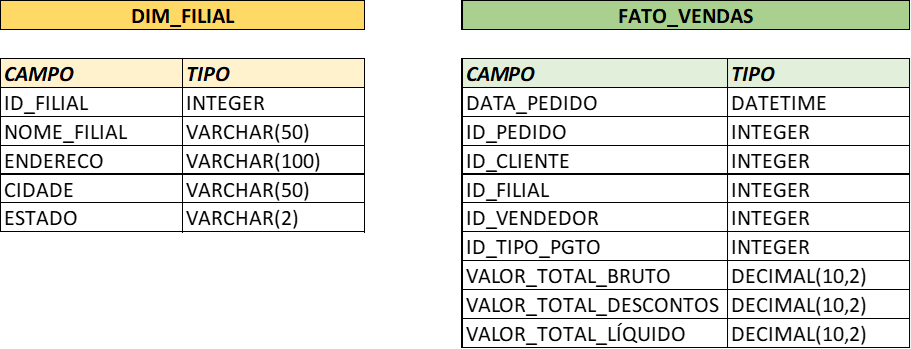 DIM_FILIAL
CAMPO TIPO
ID_FILIAL INTEGER
NOME_FILIAL VARCHAR(50)
ENDERECO VARCHAR(100)
CIDADE VARCHAR(50)
ESTADO VARCHAR(2)
FATO_VENDAS
CAMPO TIPO
DATA_PEDIDO DATETIME
ID_PEDIDO INTEGER
ID_CLIENTE INTEGER
ID_FILIAL INTEGER
ID_VENDEDOR INTEGER
ID_TIPO_PGTO INTEGER
VALOR_TOTAL_BRUTO DECIMAL(10,2)
VALOR_TOTAL_DESCONTOS DECIMAL(10,2)
VALOR_TOTAL_LÍQUIDO DECIMAL(10,2)